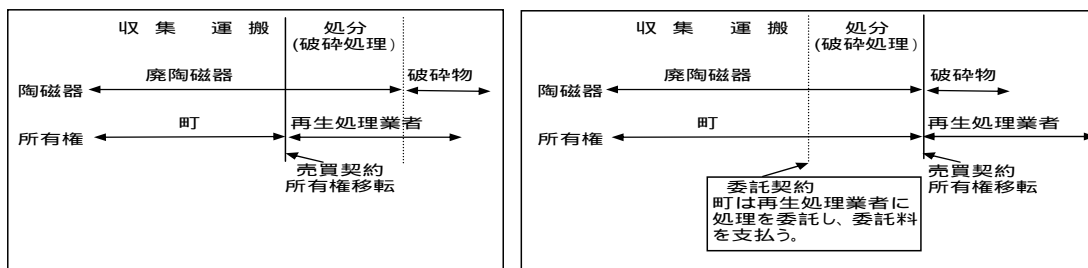 収集 運搬 処分
(破砕処理)
廃陶磁器 破砕物
陶磁器
町 再生処理業者
所有権
売買契約
所有権移転
収集 運搬 処分
(破砕処理)
廃陶磁器 破砕物
陶磁器
町 再生処理業者
所有権
売買契約
所有権移転
委託契約
町は再生処理業者に
処理を委託し、委託料
を支払う。